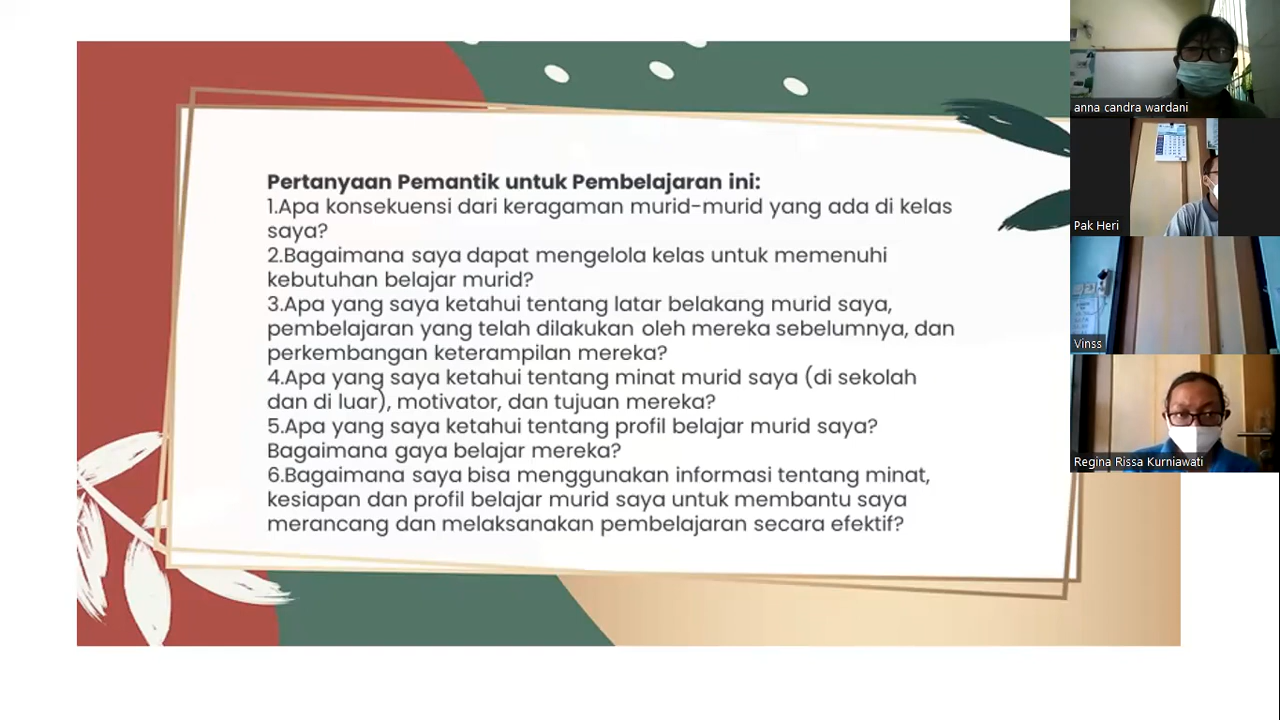 Pertanyaan Pemantik untuk Pembelajaran ini:
1.Apa konsekuensi dari keragaman murid-murid yang ada di kelas
saya?
2.Bagaimana saya dapat mengelola kelas untuk memenuhi
kebutuhan belajar murid?
3.Apa yang saya ketahui tentang latar belakang murid saya,
pembelajaran yang telah dilakukan oleh mereka sebelumnya, dan
perkembangan keterampilan mereka?
4.Apa yang saya ketahui tentang minat murid saya (di sekolah
dan di luar), motivator, dan tujuan mereka?
5.Apa yang saya ketahui tentang profil belajar murid saya?
Bagaimana gaya belajar mereka?
6.Bagaimana saya bisa menggunakan informasi tentang minat,
kesiapan dan profil belajar murid saya untuk membantu saya
merancang dan melaksanakan pembelajaran secara efektif?
anna candra wardani
Pak Heri
Vinss
Regina Rissa Kurniawati